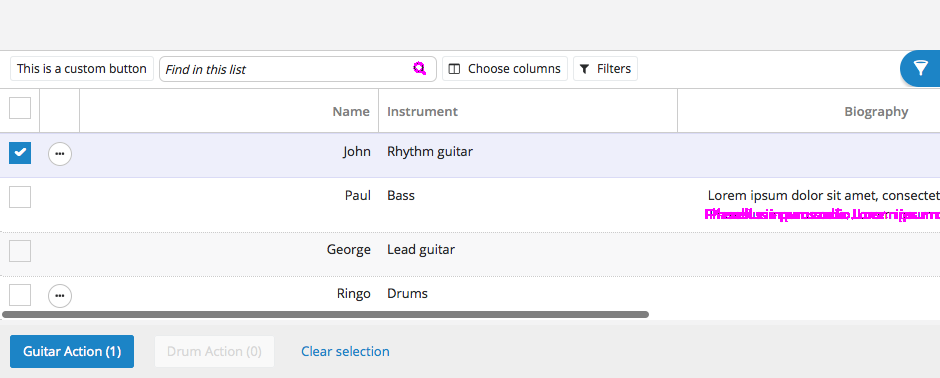 This is a custom button
Find in this list
Choose columns
Filters
Name Instrument Biography
John Rhythm guitar
Paul Bass Lorem ipsum dolor sit amet, consectet
George Lead guitar
Ringo Drums
Guitar Action (1) Drum Action (0) Clear selection